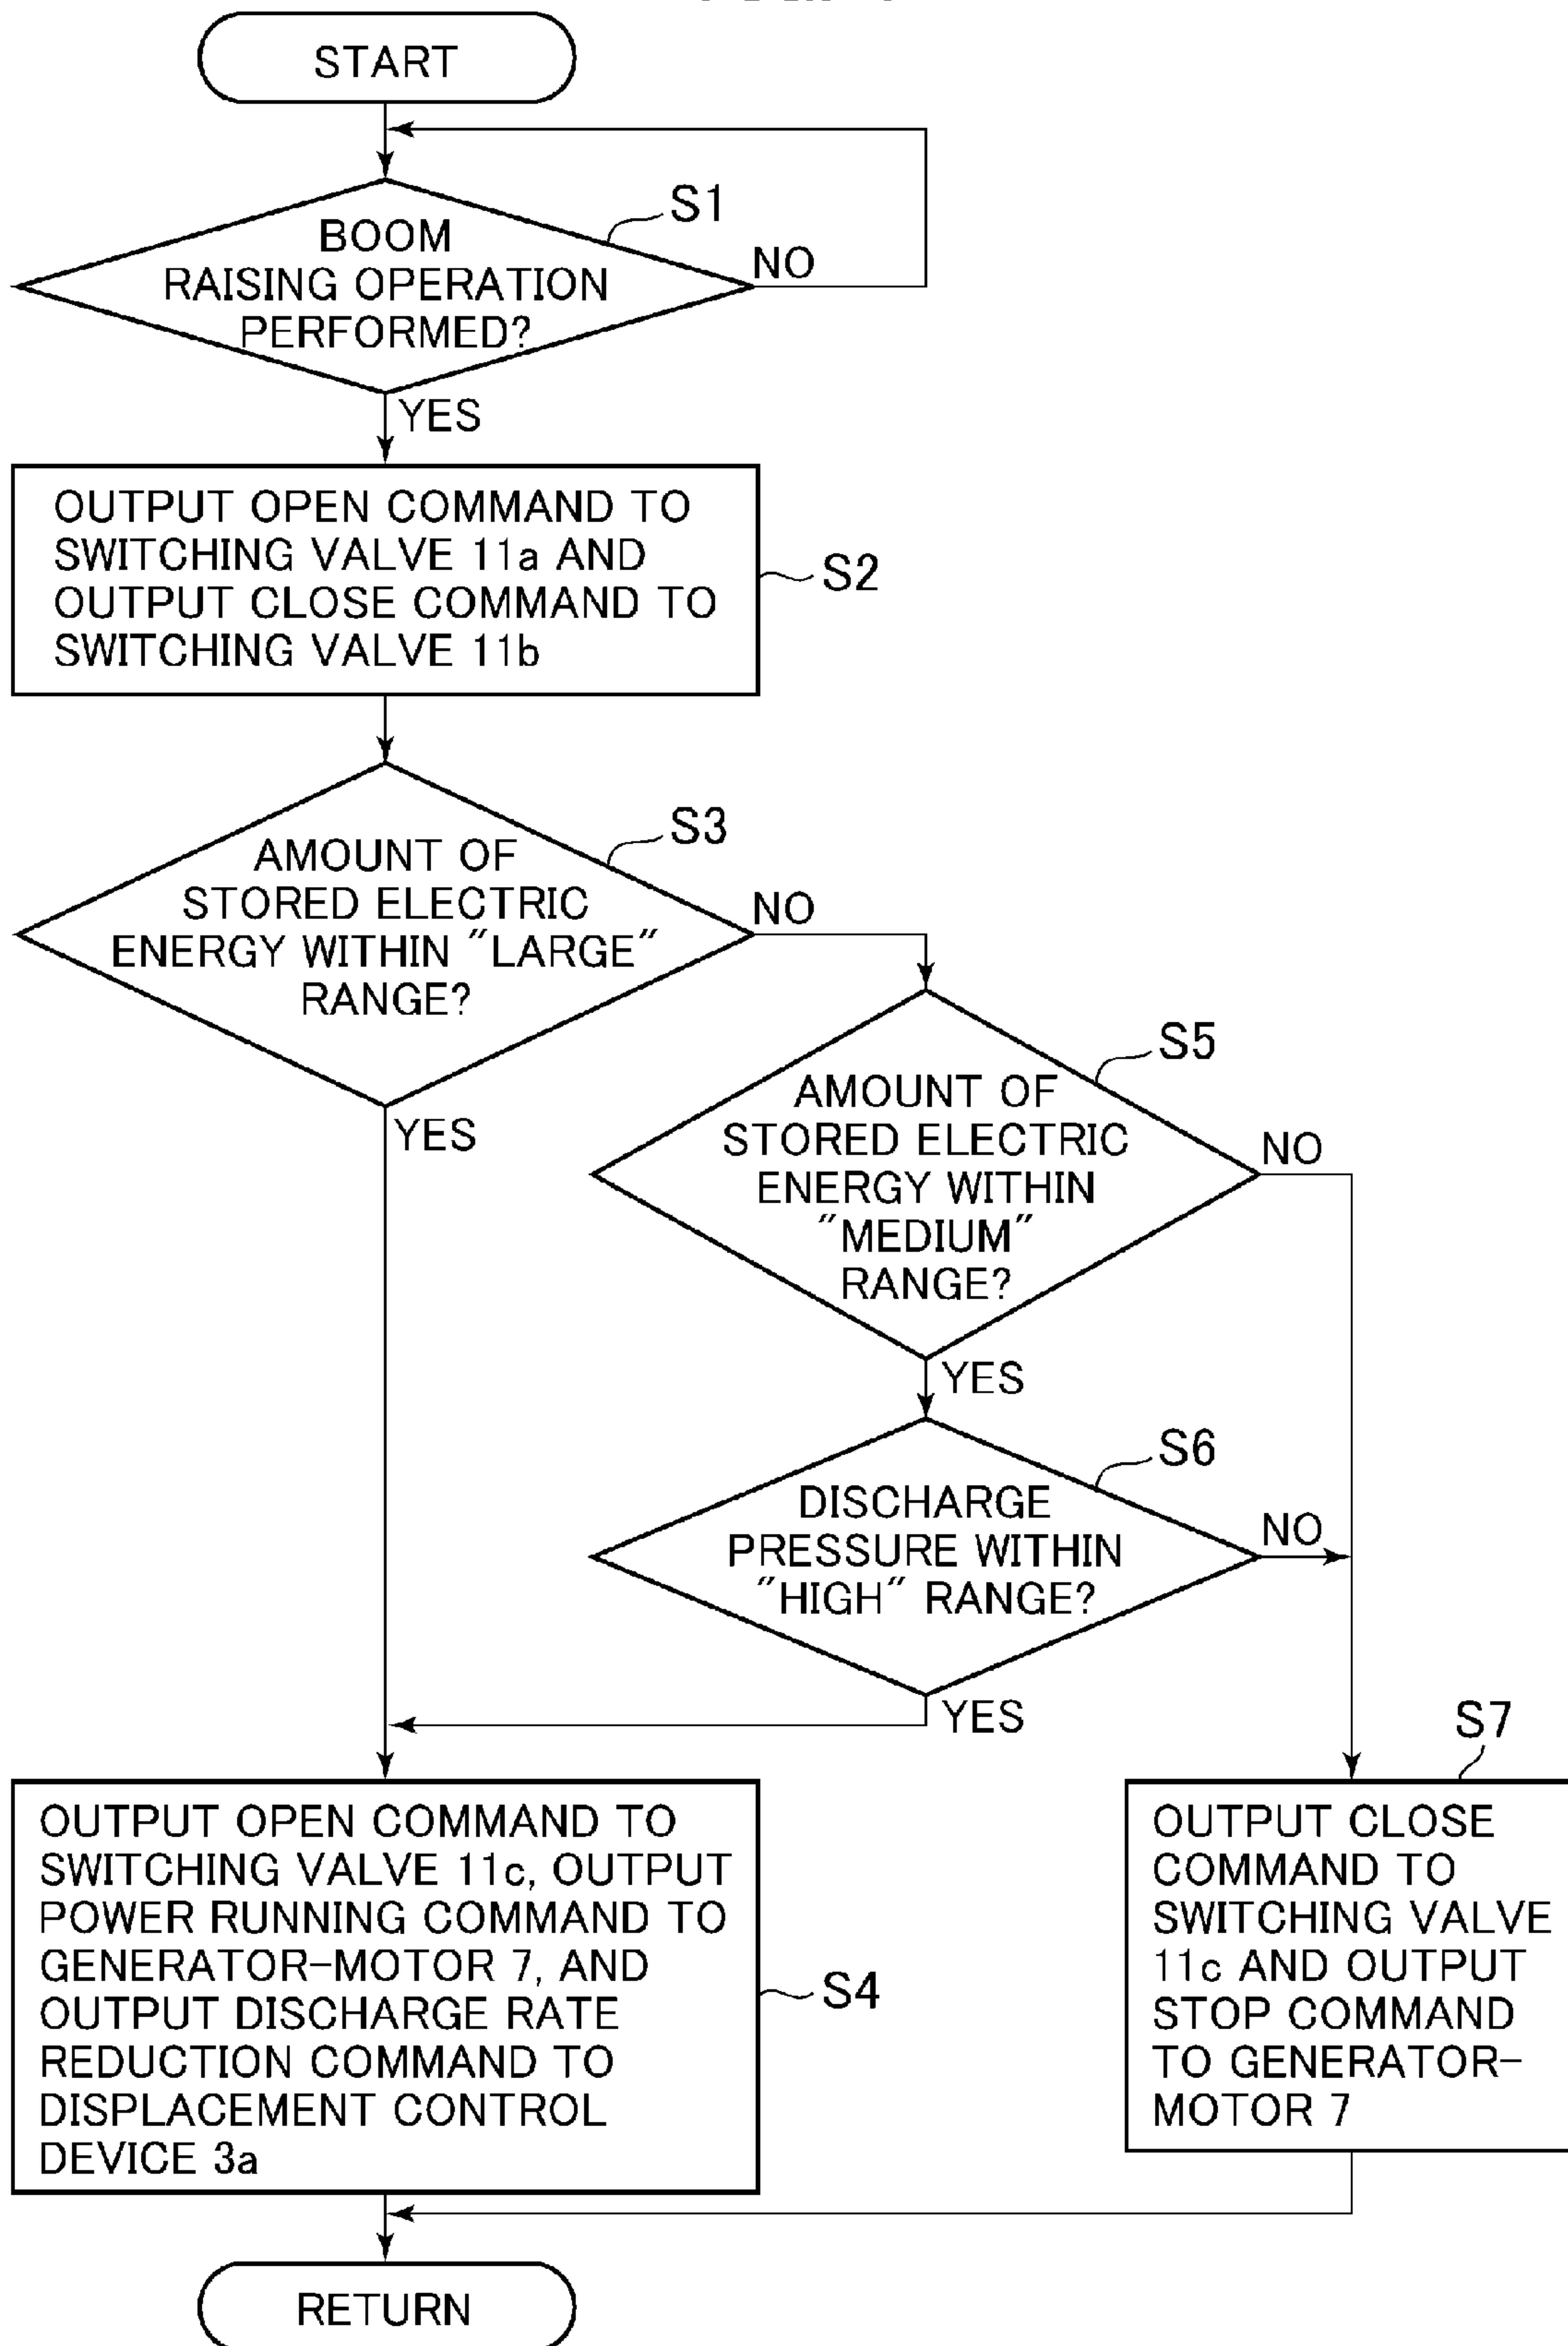 START
BOOM
RAISING OPERATION
PERFORMED?
S1
NO
YES
OUTPUT OPEN COMMAND TO
SWITCHING VALVE 11a AND
OUTPUT CLOSE COMMAND TO
SWITCHING VALVE 11b
S2
AMOUNT OF
STORED ELECTRIC
ENERGY WITHIN "LARGE"
RANGE?
S3
NO
YES
AMOUNT OF
STORED ELECTRIC
ENERGY WITHIN
"MEDIUM"
RANGE?
S5
NO
YES
DISCHARGE
PRESSURE WITHIN
"HIGH" RANGE?
S6
NO
YES
OUTPUT OPEN COMMAND TO
SWITCHING VALVE 11c, OUTPUT
POWER RUNNING COMMAND TO
GENERATOR-MOTOR 7, AND
OUTPUT DISCHARGE RATE
REDUCTION COMMAND TO
DISPLACEMENT CONTROL
DEVICE 3a
S4
S7
OUTPUT CLOSE
COMMAND TO
SWITCHING VALVE
11c AND OUTPUT
STOP COMMAND
TO GENERATOR-
MOTOR 7
RETURN